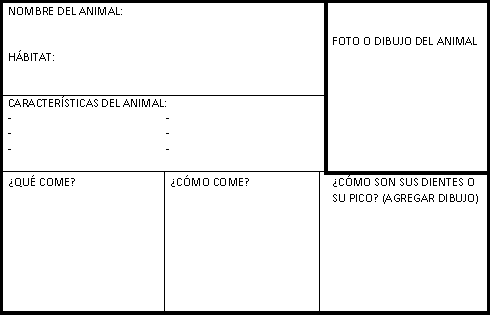 NOMBRE DEL ANIMAL:
HÁBITAT:
FOTO O DIBUJO DEL ANIMAL
CARACTERÍSTICAS DEL ANIMAL:
- -
- -
- -
¿QUÉ COME?
¿CÓMO COME?
¿CÓMO SON SUS DIENTES O
SU PICO? (AGREGAR DIBUJO)